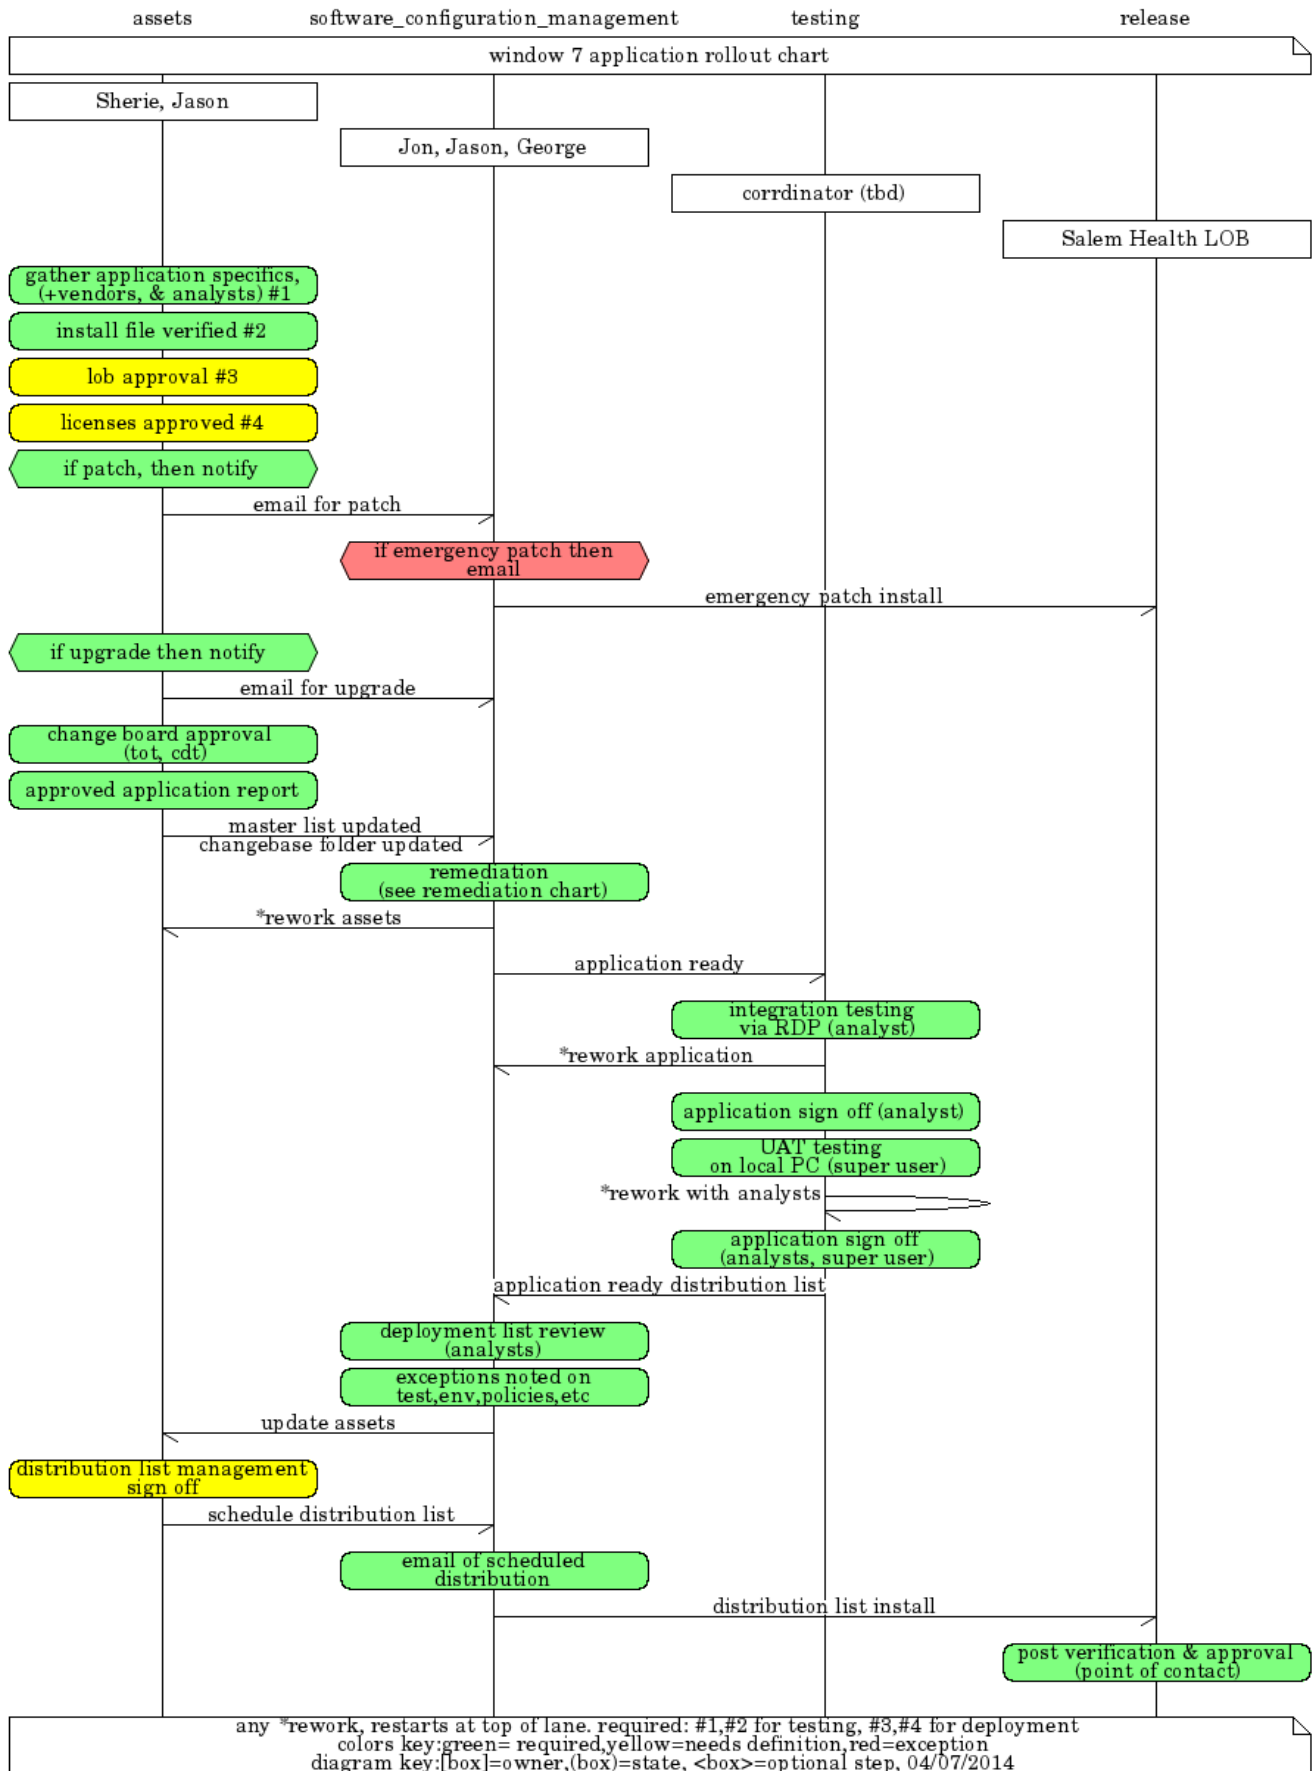 assets software_configuration_management testing release
window 7 application rollout chart
Sherie, Jason
Jon, Jason, George
corrdinator (tbd)
Salem Health LOB
gather application specifics,
(+vendors, & analysts) #1
install file verified #2
lob approval #3
licenses approved #4
if patch, then notify
email for patch
if emergency patch then
email
emergency patch install
if upgrade then notify
email for upgrade
change board approval
(tot, cdt)
approved application report
master list updated
changebase folder updated
remediation
(see remediation chart)
*rework assets
application ready
integration testing
via RDP (analyst)
*rework application
application sign off (analyst)
UAT testing
on local PC (super user)
*rework with analysts
application sign off
(analysts, super user)
application ready distribution list
deployment list review
(analysts)
exceptions noted on
test,env,policies,etc
update assets
distribution list management
sign off
schedule distribution list
email of scheduled
distribution
distribution list install
post verification & approval
(point of contact)
any *rework, restarts at top of lane. required: #1,#2 for testing, #3,#4 for deployment
colors key:green= required,yellow=needs definition,red=exception
diagram key:[box]=owner,(box)=state, <box>=optional step, 04/07/2014